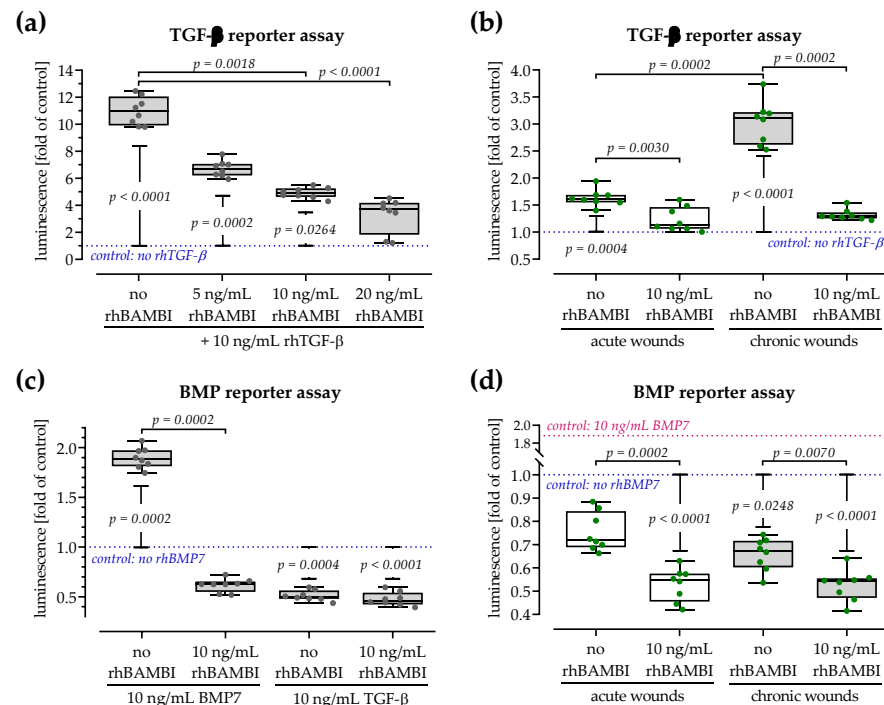 (a)
TGF-β reporter assay
p = 0.0018
p < 0.0001
luminescence [fold of control]
14
12
10
8
6
4
2
0
p < 0.0001
p = 0.0002
p = 0.0264
control: no rhTGF-β
no rhBAMBI
5 ng/mL rhBAMBI
10 ng/mL rhBAMBI
20 ng/mL rhBAMBI
+ 10 ng/mL rhTGF-β
(b)
TGF-β reporter assay
p = 0.0002
p = 0.0002
p = 0.0030
luminescence [fold of control]
4.0
3.5
3.0
2.5
2.0
1.5
1.0
0.5
p = 0.0004
p < 0.0001
control: no rhTGF-β
no rhBAMBI
10 ng/mL rhBAMBI
no rhBAMBI
10 ng/mL rhBAMBI
acute wounds
chronic wounds
(c)
BMP reporter assay
p = 0.0002
luminescence [fold of control]
2.0
1.5
1.0
0.5
p = 0.0002
control: no rhBMP7
p = 0.0004
p < 0.0001
no rhBAMBI
10 ng/mL rhBAMBI
no rhBAMBI
10 ng/mL rhBAMBI
10 ng/mL BMP7
10 ng/mL TGF-β
(d)
BMP reporter assay
control: 10 ng/mL BMP7
p = 0.0002
p = 0.0070
control: no rhBMP7
luminescence [fold of control]
2.0
1.8
1.0
0.9
0.8
0.7
0.6
0.5
0.4
p < 0.0001
p = 0.0248
p < 0.0001
no rhBAMBI
10 ng/mL rhBAMBI
no rhBAMBI
10 ng/mL rhBAMBI
acute wounds
chronic wounds